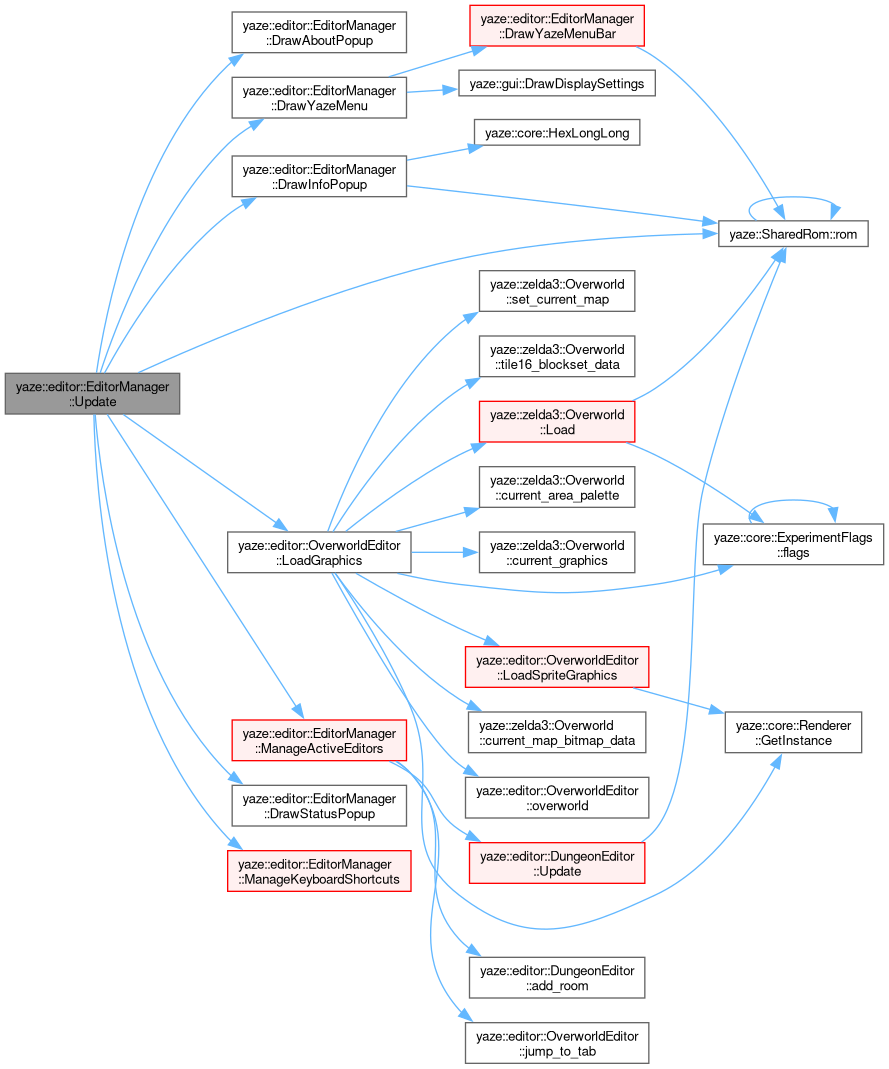 yaze::editor::EditorManager
::Update
yaze::editor::EditorManager
::DrawAboutPopup
yaze::editor::EditorManager
::DrawYazeMenu
yaze::editor::EditorManager
::DrawInfoPopup
yaze::editor::OverworldEditor
::LoadGraphics
yaze::editor::EditorManager
::ManageActiveEditors
yaze::editor::EditorManager
::DrawStatusPopup
yaze::editor::EditorManager
::ManageKeyboardShortcuts
yaze::editor::EditorManager
::DrawYazeMenuBar
yaze::gui::DrawDisplaySettings
yaze::core::HexLongLong
yaze::zelda3::Overworld
::set_current_map
yaze::zelda3::Overworld
::tile16_blockset_data
yaze::zelda3::Overworld
::Load
yaze::zelda3::Overworld
::current_area_palette
yaze::zelda3::Overworld
::current_graphics
yaze::editor::OverworldEditor
::LoadSpriteGraphics
yaze::zelda3::Overworld
::current_map_bitmap_data
yaze::editor::OverworldEditor
::overworld
yaze::editor::DungeonEditor
::Update
yaze::editor::DungeonEditor
::add_room
yaze::editor::OverworldEditor
::jump_to_tab
yaze::SharedRom::rom
yaze::core::ExperimentFlags
::flags
yaze::core::Renderer
::GetInstance